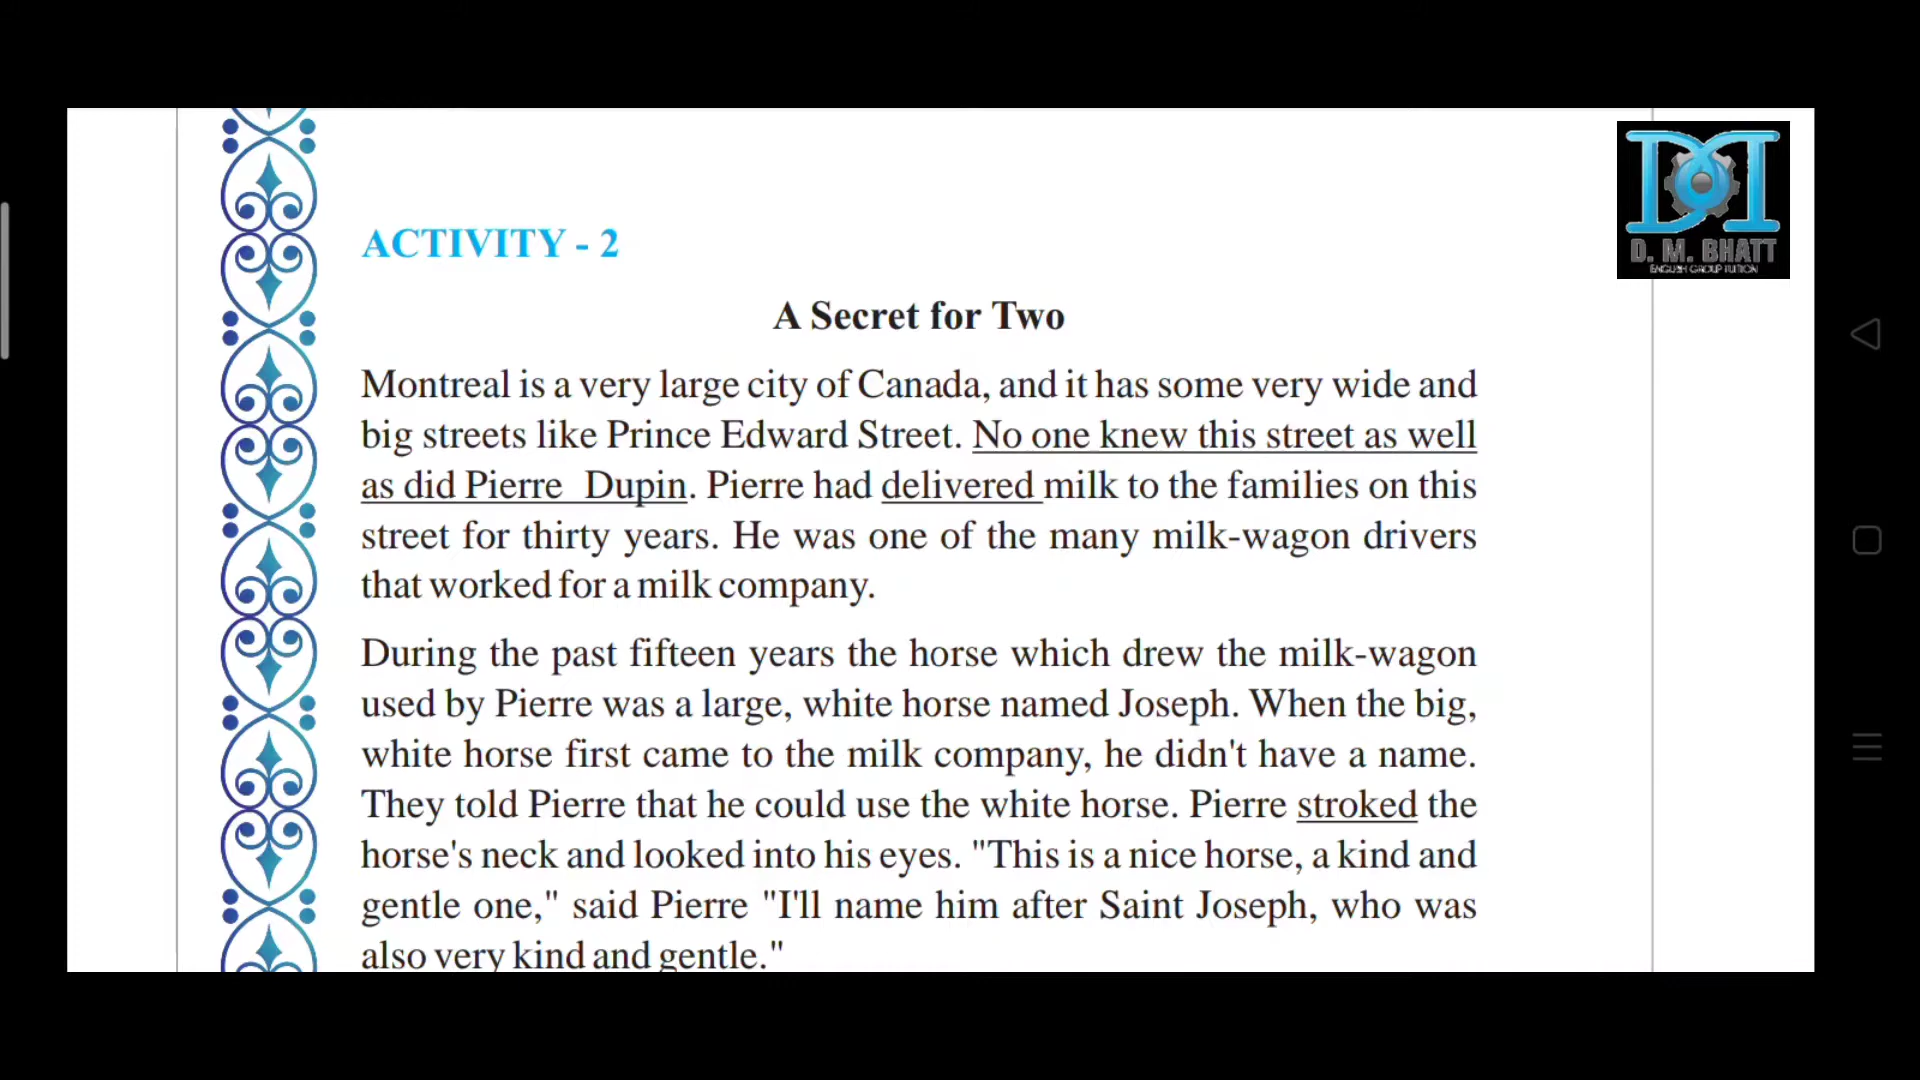 D. M. BHATT
ENGLISH GROUP TUITION
ACTIVITY - 2
A Secret for Two
Montreal is a very large city of Canada, and it has some very wide and
big streets like Prince Edward Street. No one knew this street as well
as did Pierre Dupin. Pierre had delivered milk to the families on this
street for thirty years. He was one of the many milk-wagon drivers
that worked for a milk company.
During the past fifteen years the horse which drew the milk-wagon
used by Pierre was a large, white horse named Joseph. When the big,
white horse first came to the milk company, he didn't have a name.
They told Pierre that he could use the white horse. Pierre stroked the
horse's neck and looked into his eyes. "This is a nice horse, a kind and
gentle one," said Pierre "I'll name him after Saint Joseph, who was
also very kind and gentle."